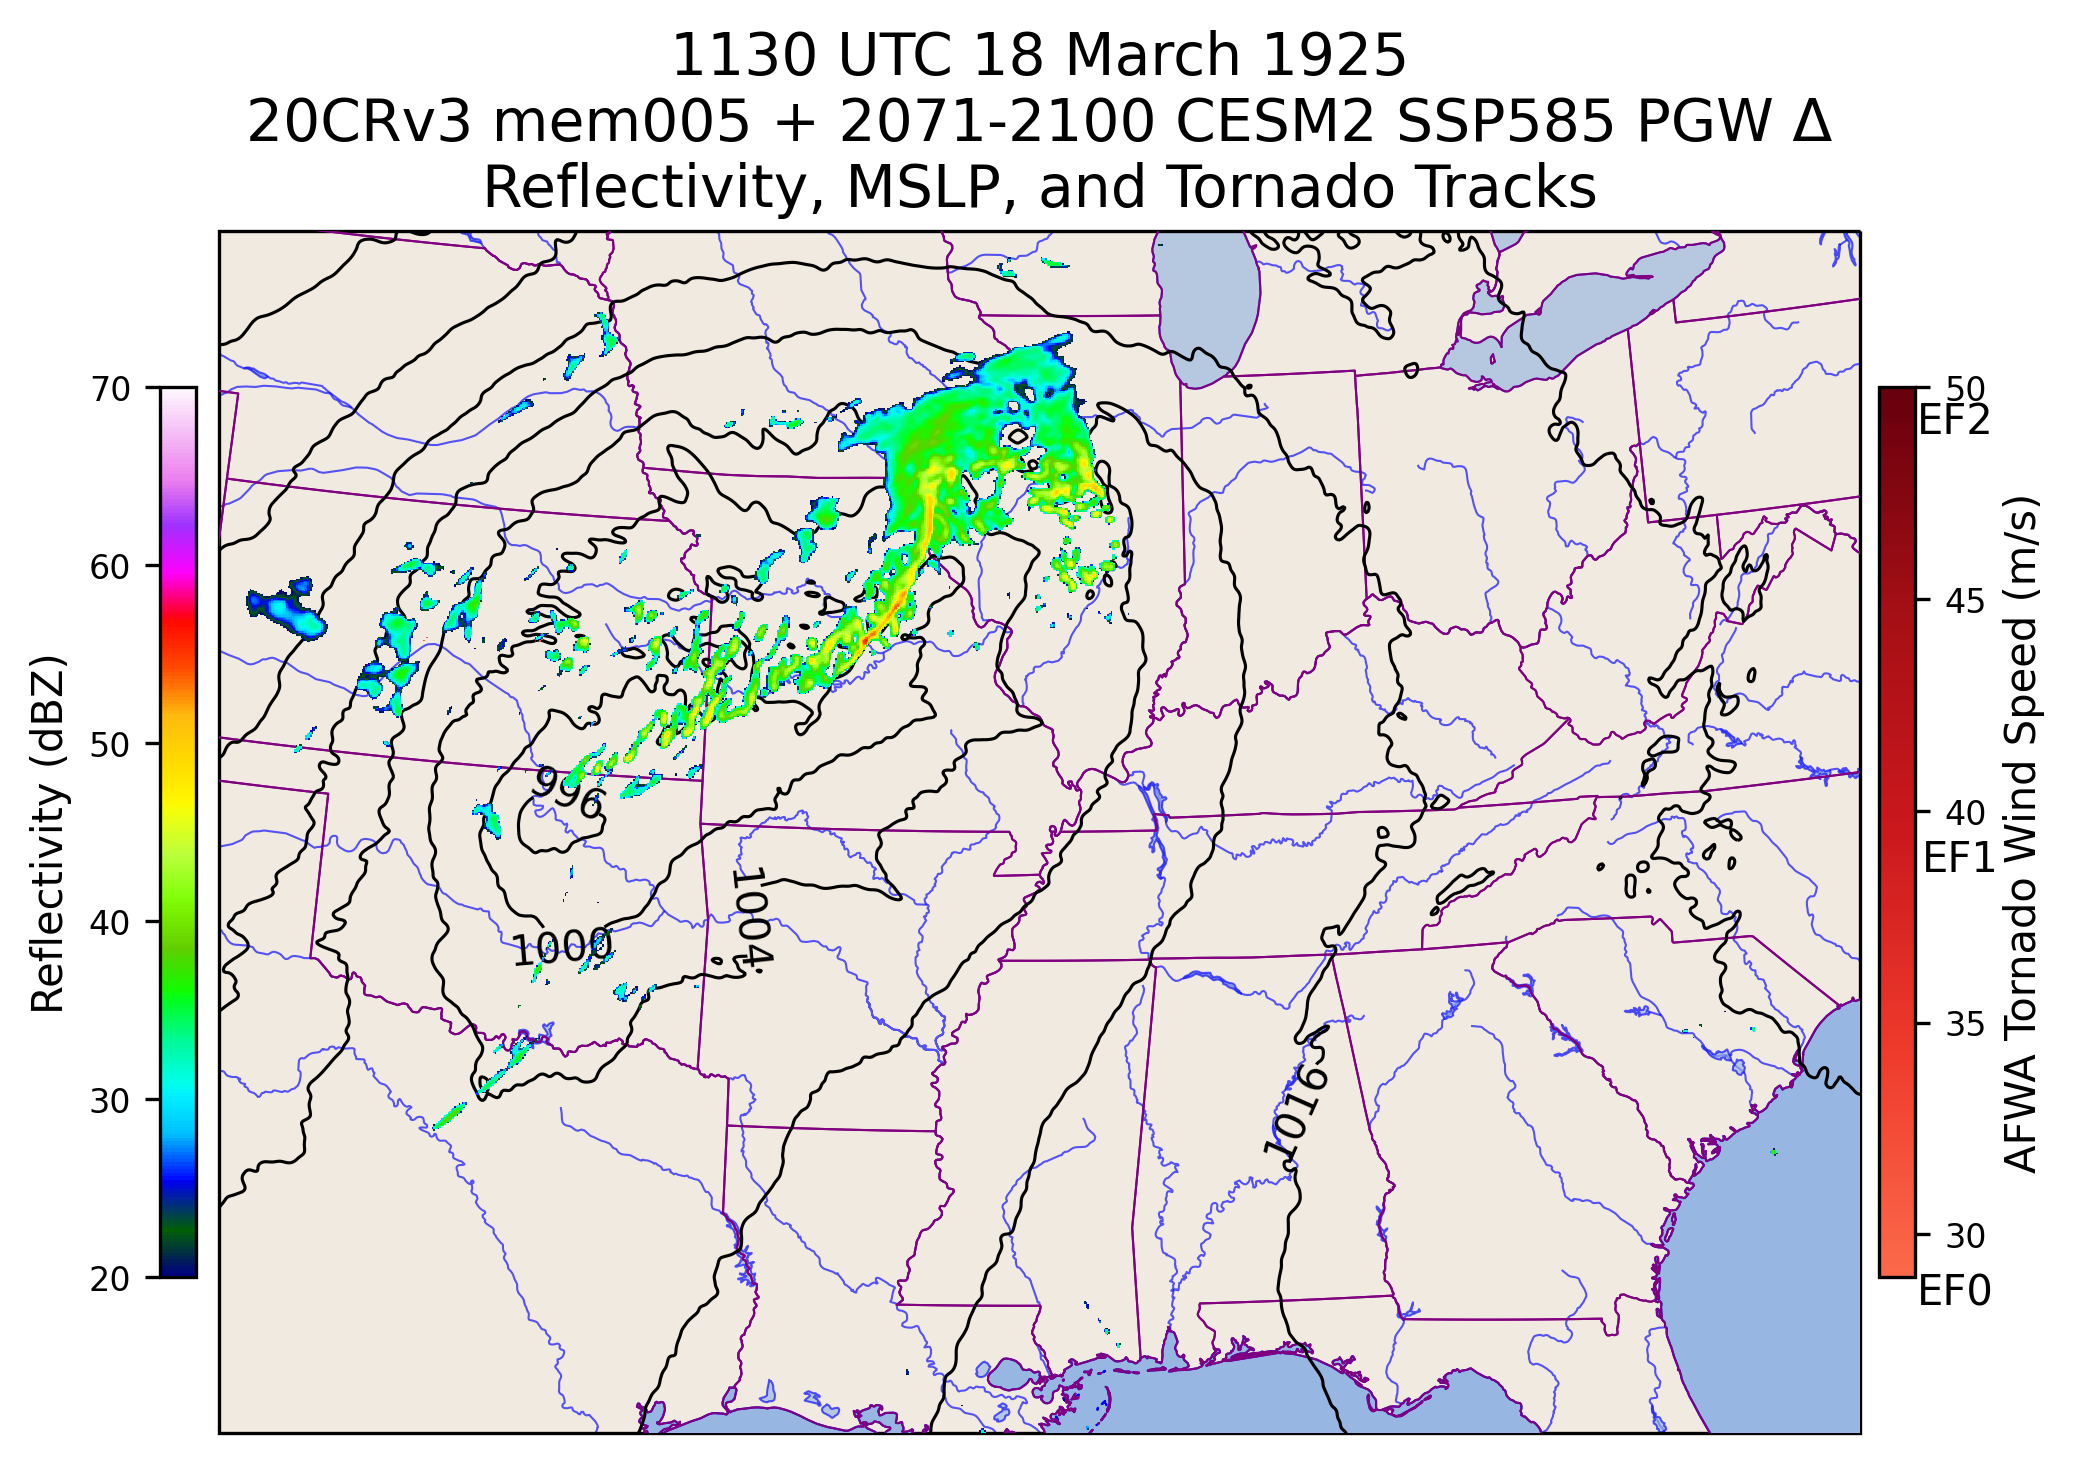 1130 UTC 18 March 1925
20CRv3 mem005 + 2071-2100 CESM2 SSP585 PGW Δ
Reflectivity, MSLP, and Tornado Tracks
70
60
50
40
30
20
Reflectivity (dBZ)
996
1000
1004
1016
50
EF2
45
40
EF1
35
30
EF0
AFWA Tornado Wind Speed (m/s)